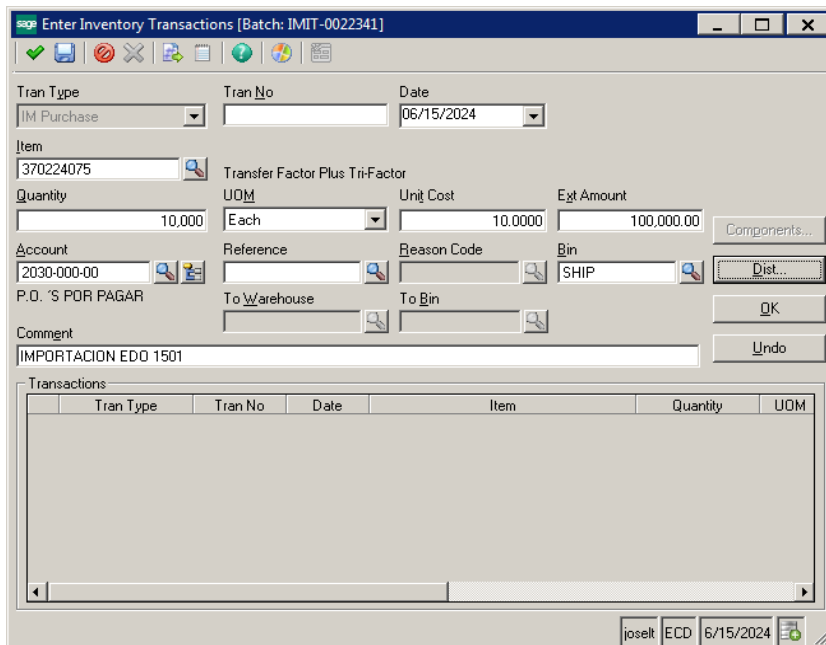 sage Enter Inventory Transactions [Batch: IMIT-0022341]
Tran Type Tran No Date
IM Purchase 06/15/2024
Item
370224075 Transfer Factor Plus Tri-Factor
Quantity UOM Unit Cost Ext Amount
10,000 Each 10.0000 100,000.00 Components...
Account Reference Reason Code Bin
2030-000-00 SHIP Dist...
P.O. ´S POR PAGAR To Warehouse To Bin
OK
Comment
IMPORTACION EDO 1501 Undo
Transactions
Tran Type Tran No Date Item Quantity UOM
joselt ECD 6/15/2024